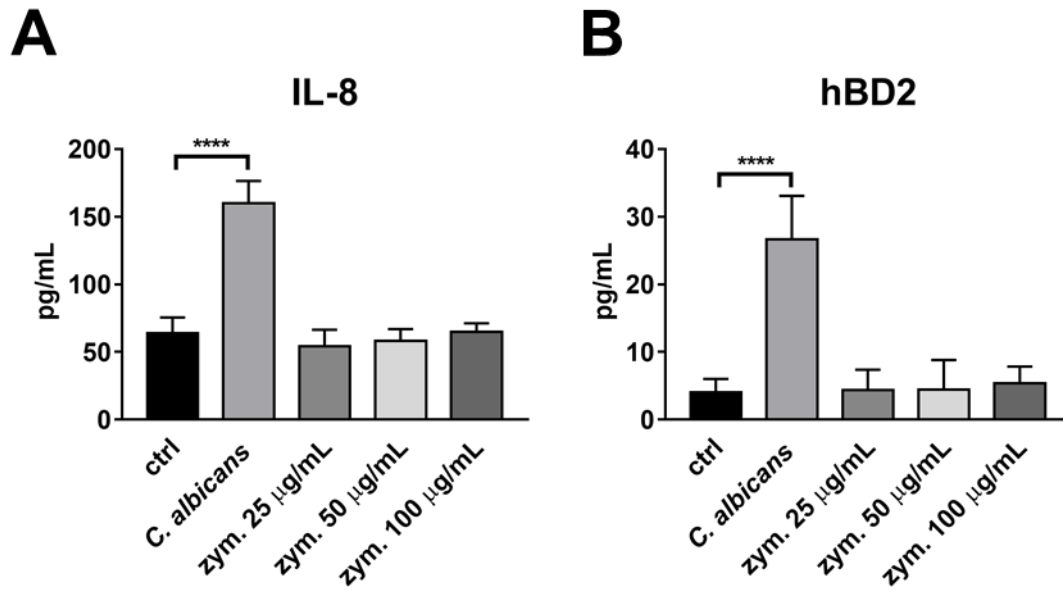 A
IL-8
pg/mL
200
150
100
50
0
****
ctrl
C. albicans
zym. 25 μg/mL
zym. 50 μg/mL
zym. 100 μg/mL
B
hBD2
pg/mL
40
30
20
10
0
****
ctrl
C. albicans
zym. 25 μg/mL
zym. 50 μg/mL
zym. 100 μg/mL